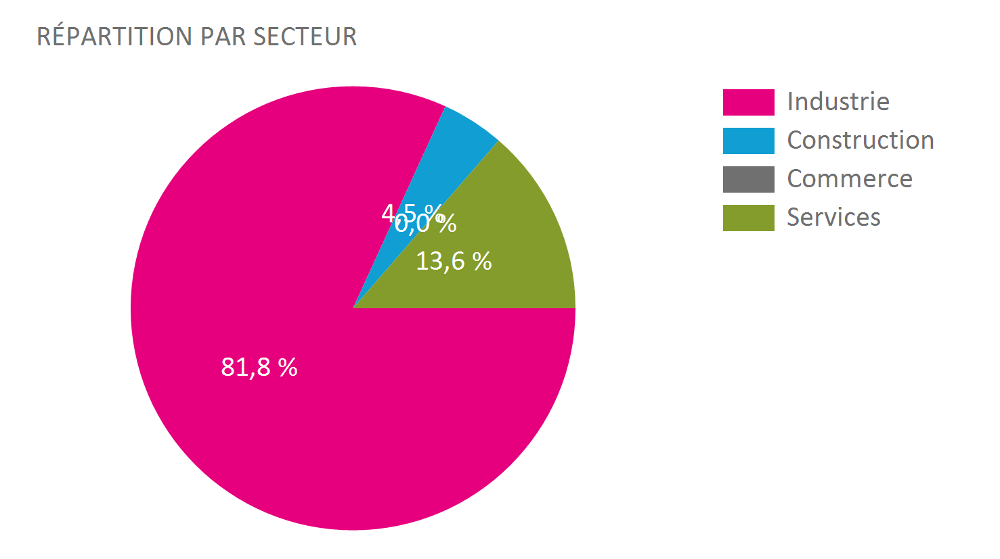 RÉPARTITION PAR SECTEUR
Industrie
Construction
Commerce
Services
4,5 %
0,0 %
13,6 %
81,8 %